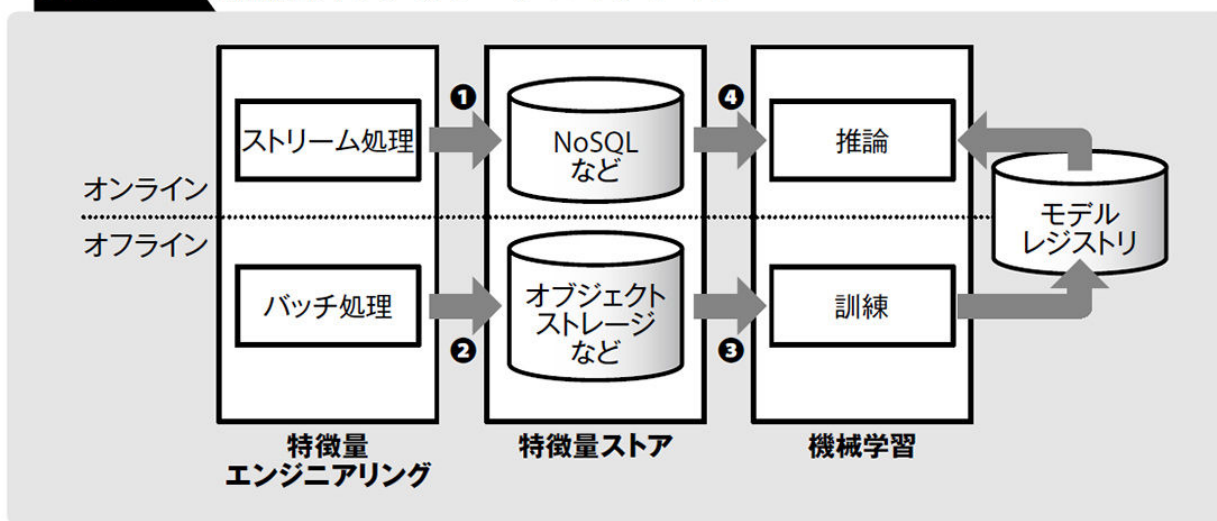 ストリーム処理
❶
NoSQL
など
❹
推論
オンライン
オフライン
モデル
レジストリ
バッチ処理
❷
オブジェクト
ストレージ
など
❸
訓練
特徴量
エンジニアリング
特徴量ストア
機械学習